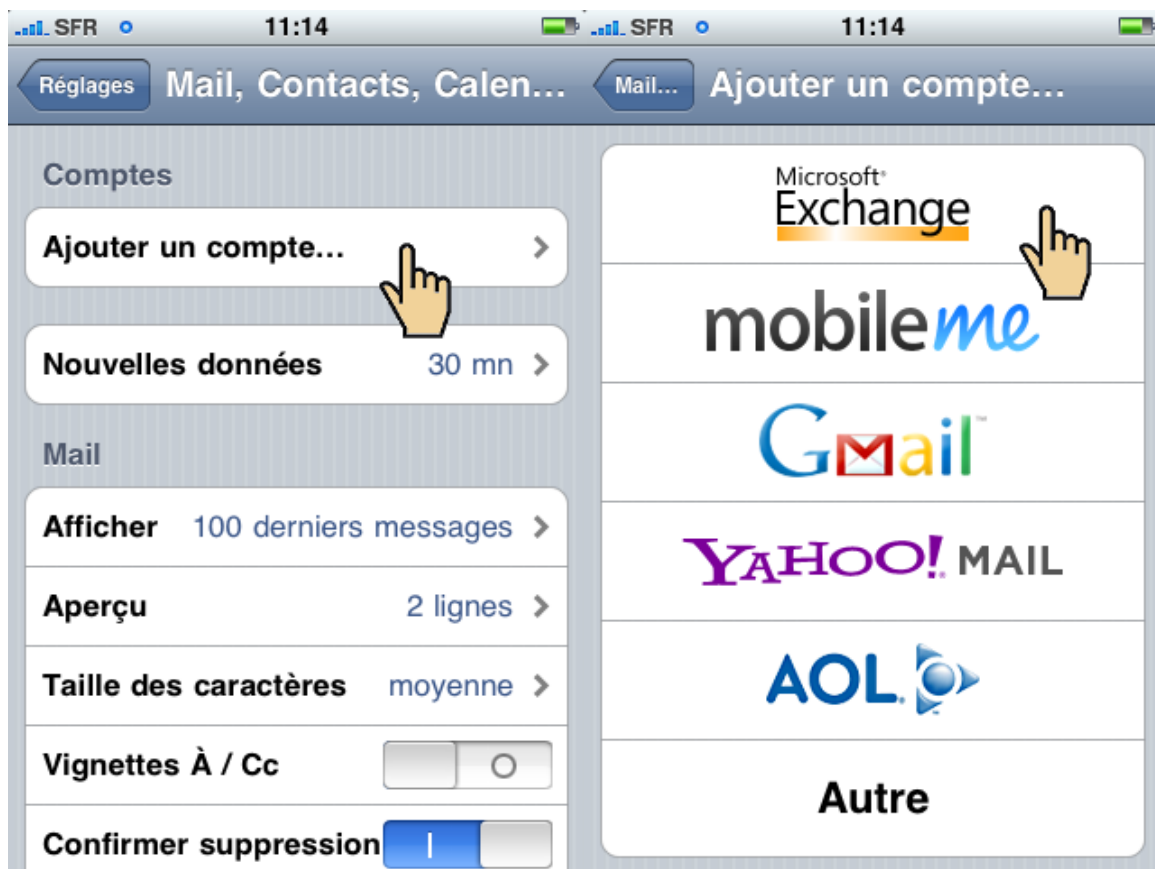 SFR 11:14
Réglages Mail, Contacts, Calen...
Comptes
Ajouter un compte...
Nouvelles données 30 mn
Mail
Afficher 100 derniers messages
Aperçu 2 lignes
Taille des caractères moyenne
Vignettes À / Cc
Confirmer suppression
SFR 11:14
Mail... Ajouter un compte...
Microsoft®
Exchange
mobileme
Gmail™
YAHOO! MAIL
AOL
Autre